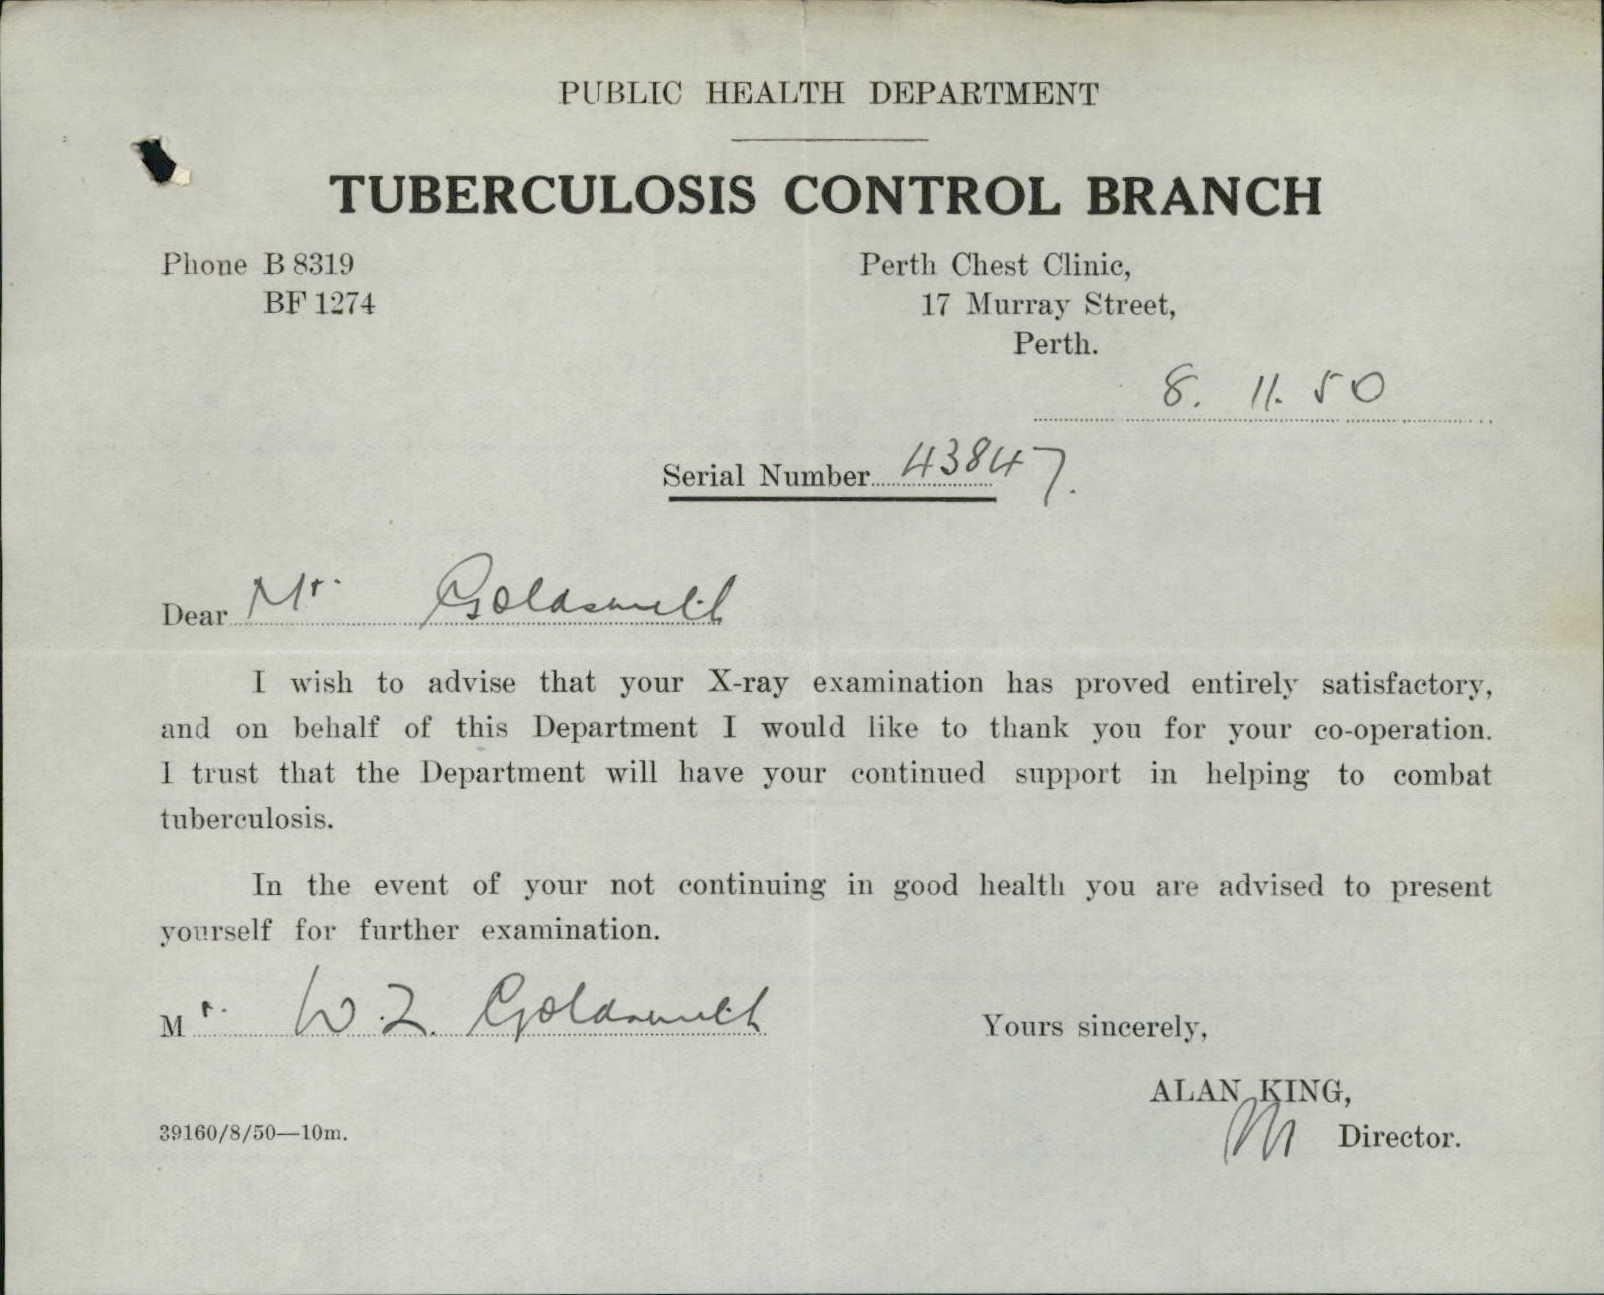 PUBLIC HEALTH DEPARTMENT
TUBERCULOSIS CONTROL BRANCH
Phone B 8319
BF 1274
Perth Chest Clinic,
17 Murray Street,
Perth.
8. 11. 50
Serial Number 43847.
Dear Mr. Goldsmith
I wish to advise that your X-ray examination has proved entirely satisfactory,
and on behalf of this Department I would like to thank you for your co-operation.
I trust that the Department will have your continued support in helping to combat
tuberculosis.
In the event of your not continuing in good health you are advised to present
yourself for further examination.
Mr. W. Goldsmith
Yours sincerely,
ALAN KING,
Director.
39160/8/50—10m.